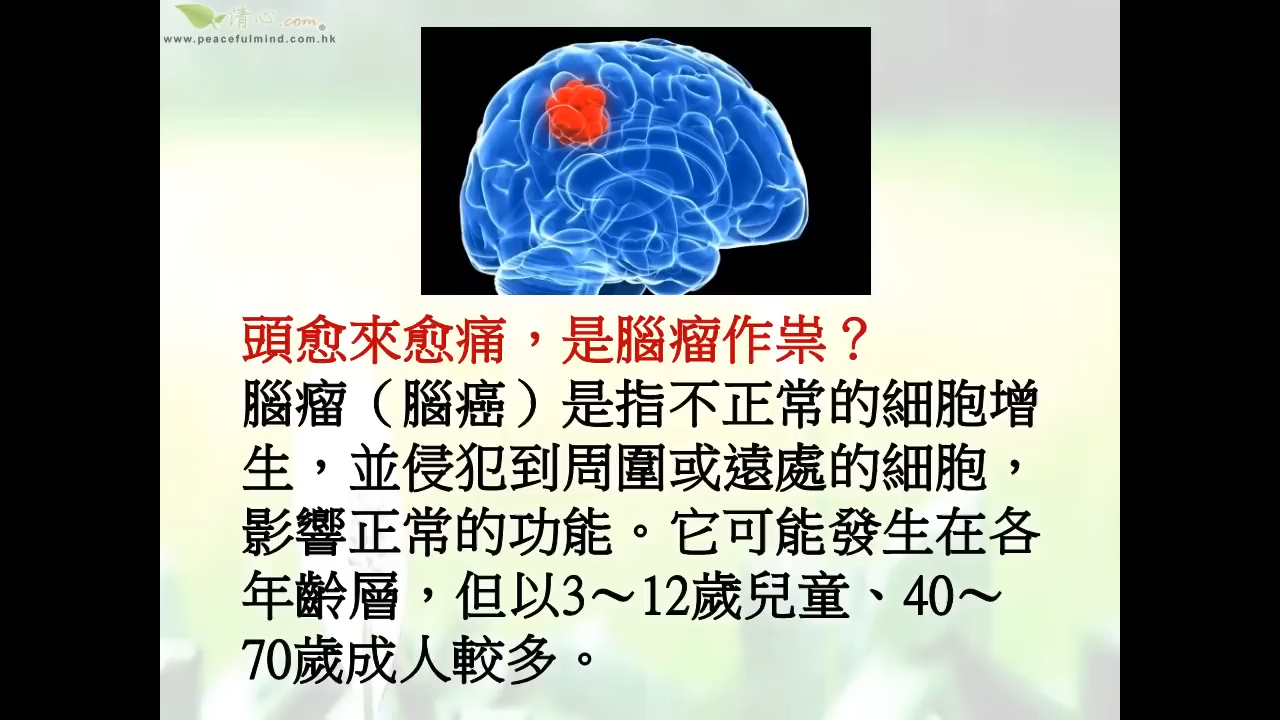 清心.com®
www.peacefulmind.com.hk
頭愈來愈痛，是腦瘤作祟？
腦瘤（腦癌）是指不正常的細胞增
生，並侵犯到周圍或遠處的細胞，
影響正常的功能。它可能發生在各
年齡層，但以3～12歲兒童、40～
70歲成人較多。